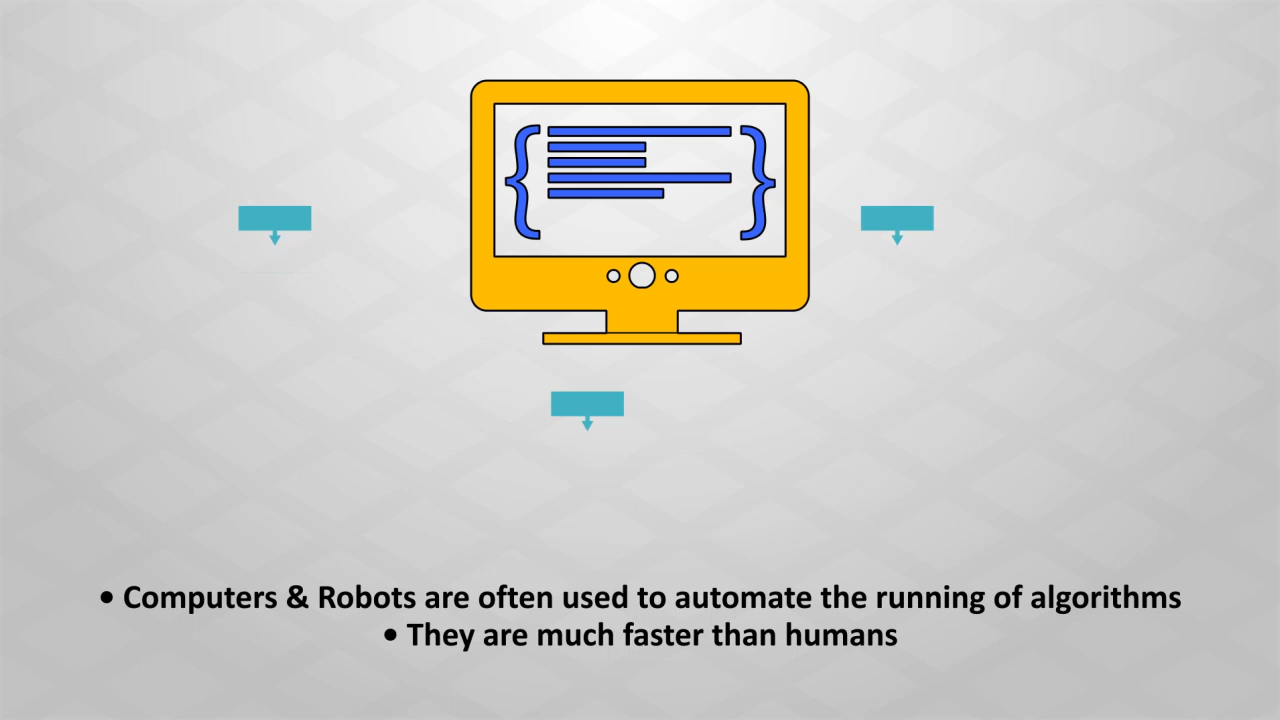 { }
• Computers & Robots are often used to automate the running of algorithms
• They are much faster than humans